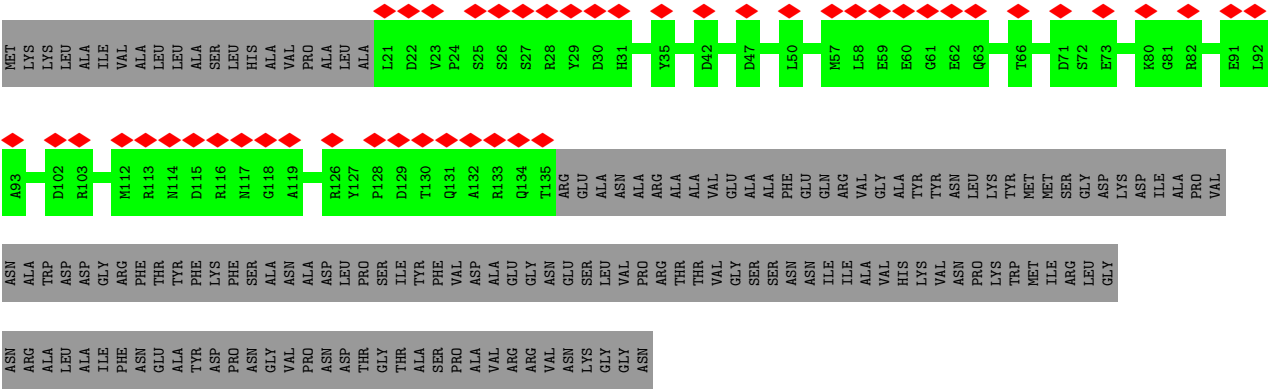 MET LYS LYS LEU ALA ILE VAL ALA LEU LEU ALA SER LEU HIS ALA VAL PRO ALA LEU ALA L21 D22 V23 P24 S25 S26 S27 R28 Y29 D30 H31 Y35 D42 D47 L50 M57 L58 E59 E60 G61 E62 Q63 T66 D71 S72 E73 K80 G81 R82 E91 L92
A93 D102 R103 M112 R113 N114 D115 R116 N117 G118 A119 R126 Y127 P128 D129 T130 Q131 A132 R133 Q134 T135 ARG GLU ALA ASN ALA ARG ALA ALA VAL GLU ALA ALA PHE GLU GLN ARG VAL GLY ALA TYR TYR ASN LEU LYS TYR MET MET SER GLY ASP LYS ASP ILE ALA PRO VAL
ASN ALA TRP ASP ASP GLY ARG PHE THR TYR PHE LYS PHE SER ALA ASN ALA ASP LEU PRO SER ILE TYR PHE VAL ASP ALA GLU GLY ASN GLU SER LEU VAL PRO ARG THR THR VAL GLY SER SER ASN ASN ILE ILE ALA VAL HIS LYS VAL ASN PRO LYS TRP MET ILE ARG LEU GLY
ASN ARG ALA LEU ALA ILE PHE ASN GLU ALA TYR ASP PRO ASN GLY VAL PRO ASN ASP THR GLY THR ALA SER PRO ALA VAL ARG ARG VAL ASN LYS GLY GLY ASN